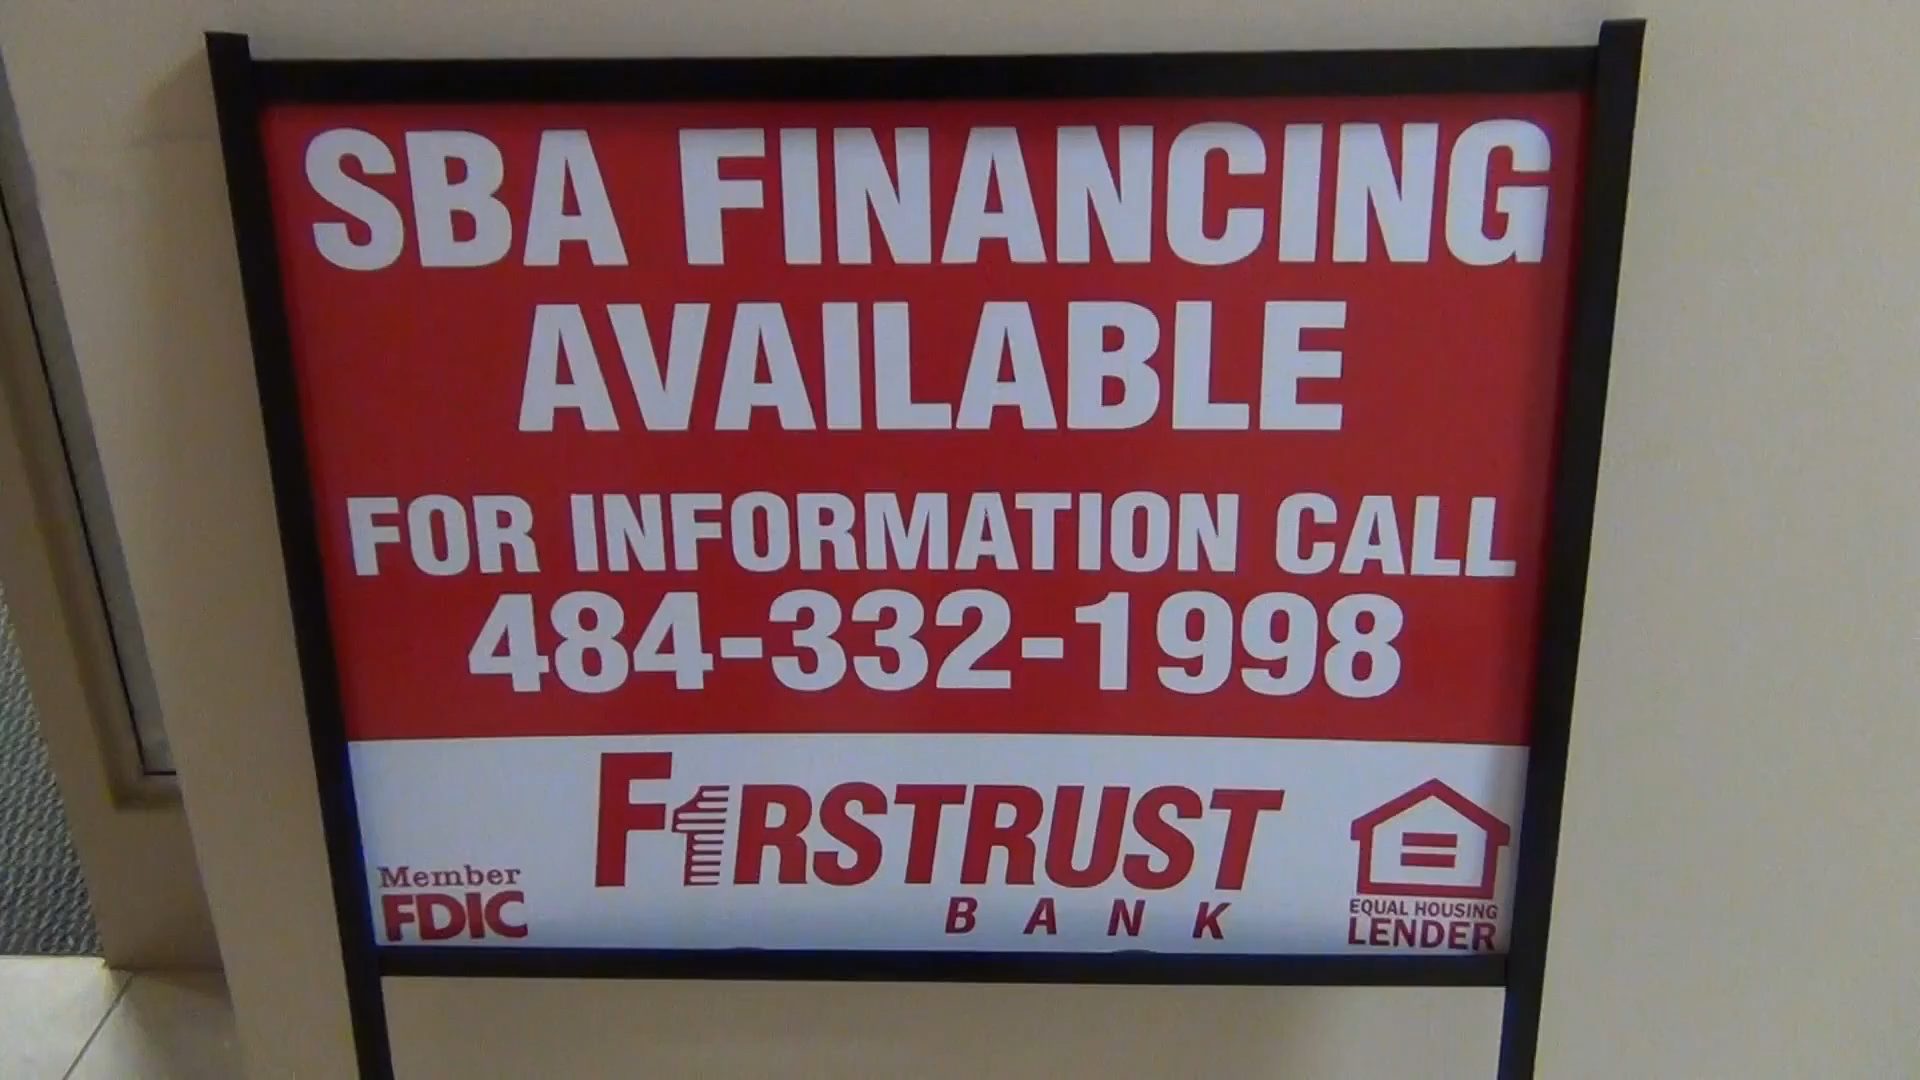 SBA FINANCING
AVAILABLE
FOR INFORMATION CALL
484-332-1998
F1RSTRUST
BANK
Member
FDIC
EQUAL HOUSING
LENDER